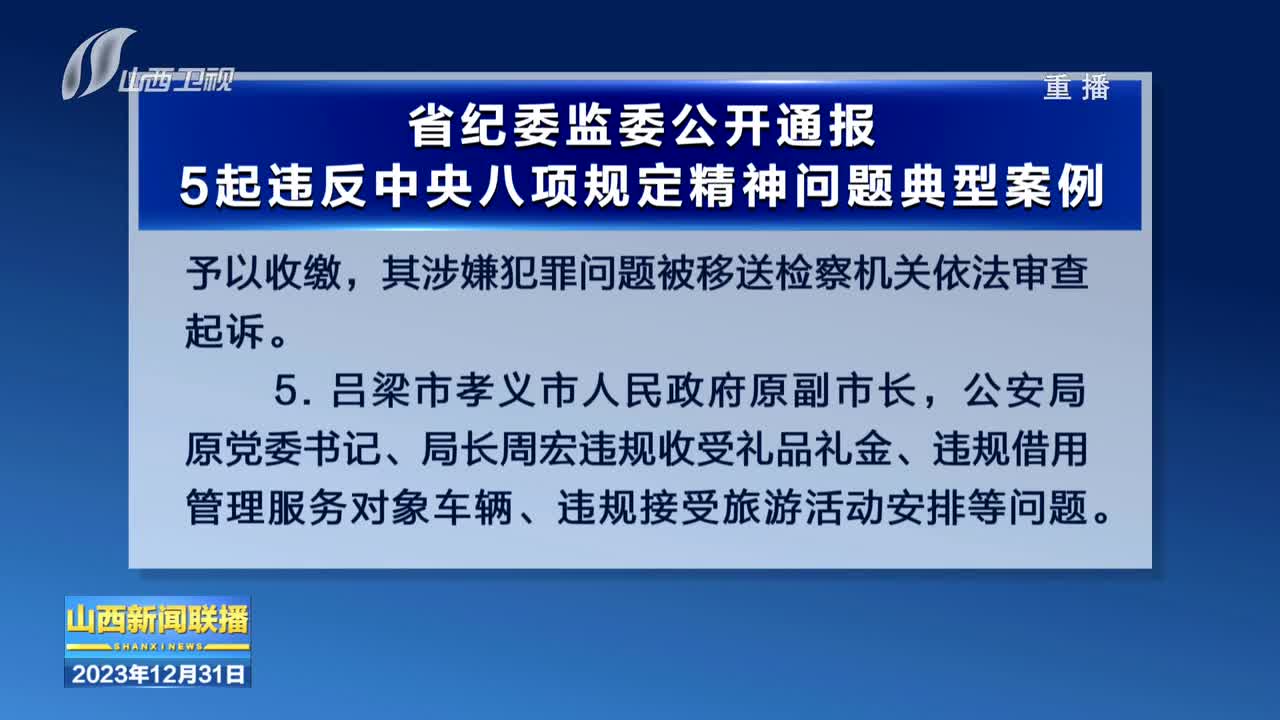 山西卫视
重播
省纪委监委公开通报
5起违反中央八项规定精神问题典型案例
予以收缴，其涉嫌犯罪问题被移送检察机关依法审查
起诉。
5. 吕梁市孝义市人民政府原副市长，公安局
原党委书记、局长周宏违规收受礼品礼金、违规借用
管理服务对象车辆、违规接受旅游活动安排等问题。
山西新闻联播
SHANXI NEWS
2023年12月31日